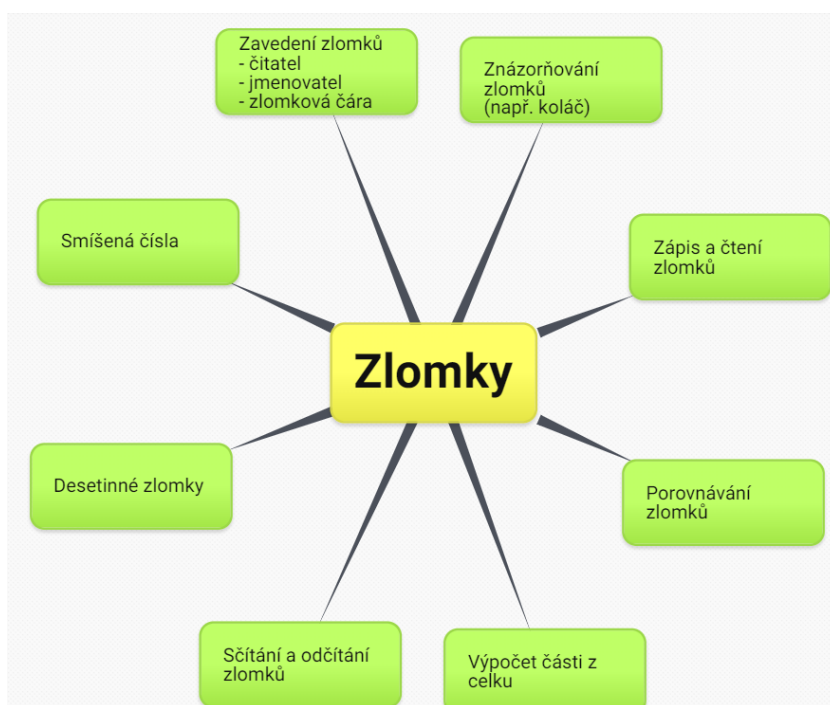 Zavedení zlomků
- čitatel
- jmenovatel
- zlomková čára
Znázorňování
zlomků
(např. koláč)
Smíšená čísla
Zápis a čtení
zlomků
Zlomky
Desetinné zlomky
Porovnávání
zlomků
Sčítání a odčítání
zlomků
Výpočet části z
celku